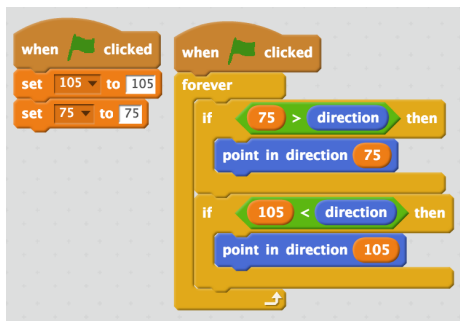 when clicked
set 105 to 105
set 75 to 75
when clicked
forever
if 75 > direction then
point in direction 75
if 105 < direction then
point in direction 105